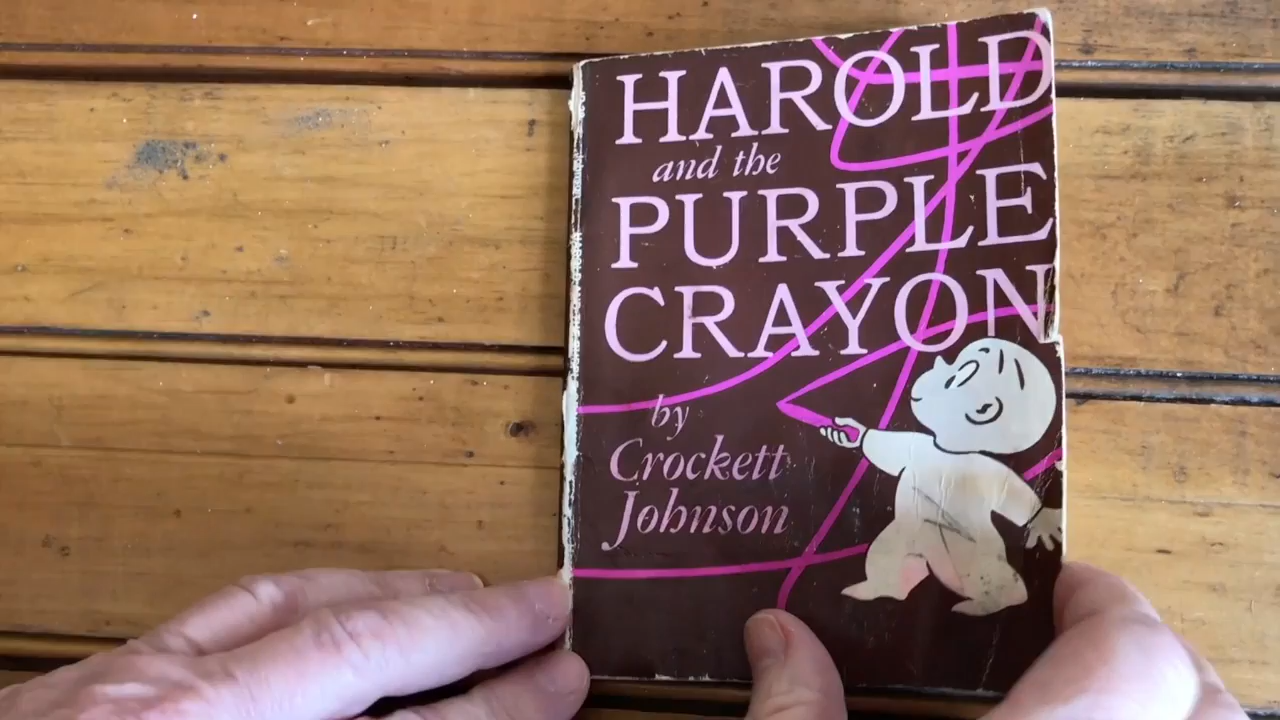 HAROLD
and the
PURPLE
CRAYON
by
Crockett
Johnson